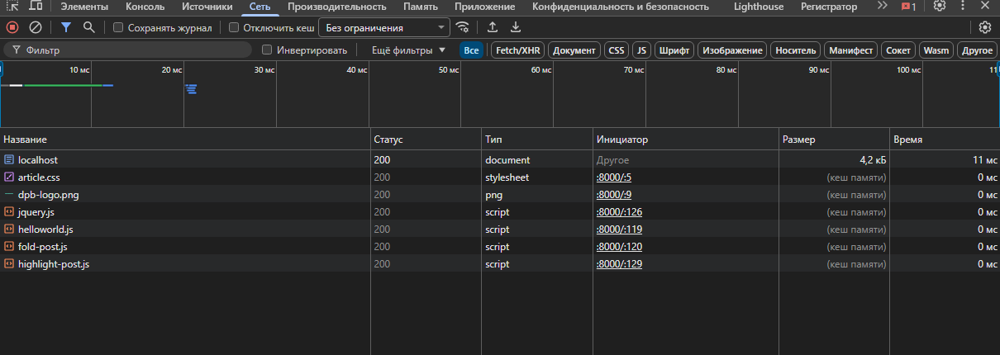 Элементы Консоль Источники Сеть Производительность Память Приложение Конфиденциальность и безопасность Lighthouse Регистратор 1
Сохранять журнал Отключить кеш Без ограничения
Фильтр Инвертировать Ещё фильтры Все Fetch/XHR Документ CSS JS Шрифт Изображение Носитель Манифест Сокет Wasm Другое
10 мс 20 мс 30 мс 40 мс 50 мс 60 мс 70 мс 80 мс 90 мс 100 мс 11
Название Статус Тип Инициатор Размер Время
localhost 200 document Другое 4,2 кБ 11 мс
article.css 200 stylesheet :8000/:5 (кеш памяти) 0 мс
dpb-logo.png 200 png :8000/:9 (кеш памяти) 0 мс
jquery.js 200 script :8000/:126 (кеш памяти) 0 мс
helloworld.js 200 script :8000/:119 (кеш памяти) 0 мс
fold-post.js 200 script :8000/:120 (кеш памяти) 0 мс
highlight-post.js 200 script :8000/:129 (кеш памяти) 0 мс